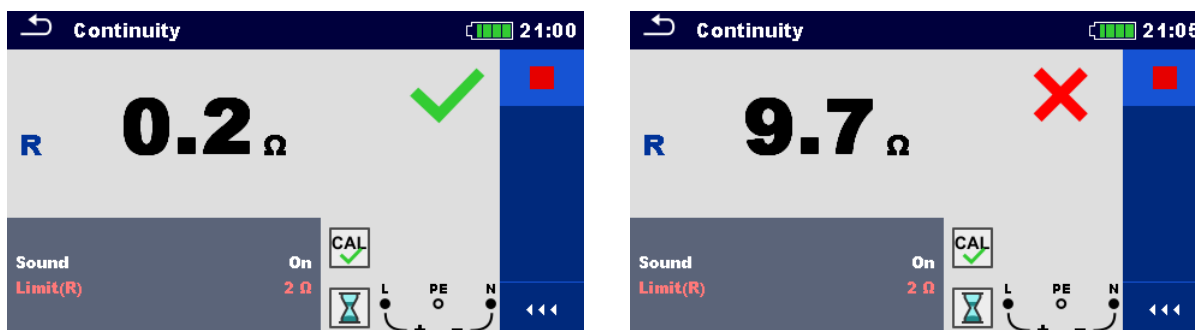 Continuity 21:00
R 0.2 Ω
Sound On
Limit(R) 2 Ω
CAL
L PE N
+ -
Continuity 21:05
R 9.7 Ω
Sound On
Limit(R) 2 Ω
CAL
L PE N
+ -